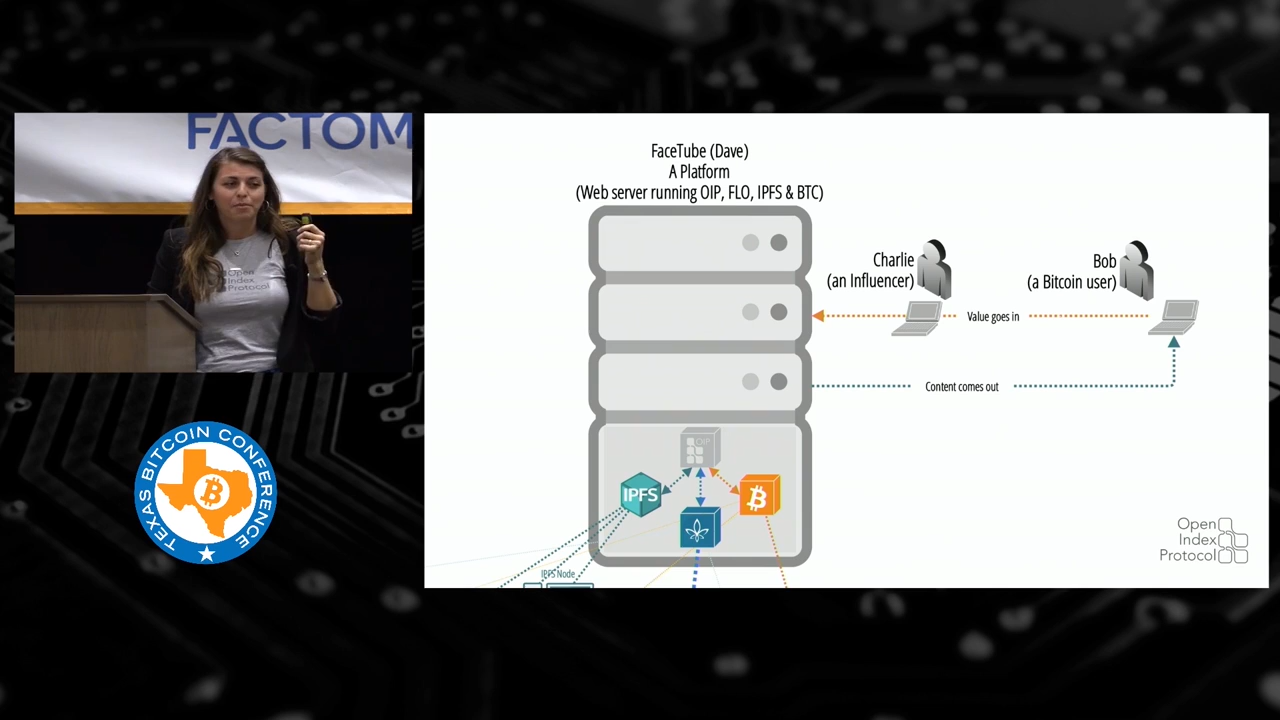 FACTOM
Open
Index
Protocol
TEXAS BITCOIN CONFERENCE
FaceTube (Dave)
A Platform
(Web server running OIP, FLO, IPFS & BTC)
Charlie
(an Influencer)
Bob
(a Bitcoin user)
Value goes in
Content comes out
OIP
IPFS
IPFS Node
Open
Index
Protocol